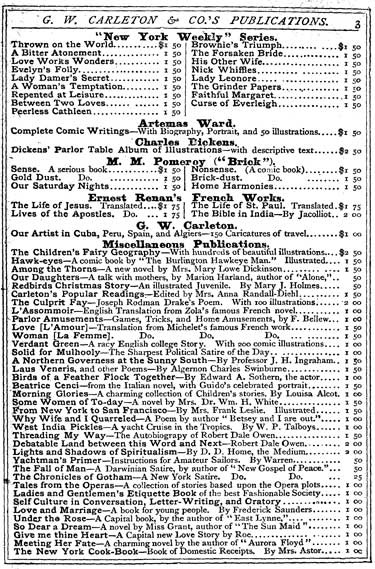 G. W. CARLETON & CO.'S PUBLICATIONS. 3
"New York Weekly" Series.
Thrown on the World $1 50
Brownie's Triumph $1 50
A Bitter Atonement 1 50
The Forsaken Bride 1 50
Love Works Wonders 1 50
His Other Wife 1 50
Evelyn's Folly 1 50
Nick Whiffles 1 50
Lady Damer's Secret 1 50
Lady Leonore 1 50
A Woman's Temptation 1 50
The Grinder Papers 1 50
Repented at Leisure 1 50
Faithful Margaret 1 50
Between Two Loves 1 50
Curse of Everleigh 1 50
Peerless Cathleen 1 50
Artemas Ward.
Complete Comic Writings—With Biography, Portrait, and 50 illustrations $1 50
Charles Dickens.
Dickens' Parlor Table Album of Illustrations—with descriptive text $2 50
M. M. Pomeroy ("Brick").
Sense. A serious book $1 50
Nonsense. (A comic book) $1 50
Gold Dust. Do. 1 50
Brick-dust. Do. 1 50
Our Saturday Nights 1 50
Home Harmonies 1 50
Ernest Renan's French Works.
The Life of Jesus. Translated $1 75
The Life of St. Paul. Translated $1 75
Lives of the Apostles. Do. 1 75
The Bible in India—By Jacolliot 2 00
G. W. Carleton.
Our Artist in Cuba, Peru, Spain, and Algiers—150 Caricatures of travel $1 00
Miscellaneous Publications.
The Children's Fairy Geography—With hundreds of beautiful illustrations $2 50
Hawk-eyes—A comic book by "The Burlington Hawkeye Man." Illustrated 1 50
Among the Thorns—A new novel by Mrs. Mary Lowe Dickinson 1 50
Our Daughters—A talk with mothers, by Marion Harland, author of "Alone," 50
Redbirds Christmas Story—An illustrated Juvenile. By Mary J. Holmes 50
Carleton's Popular Readings—Edited by Mrs. Anna Randall-Diehl 1 50
The Culprit Fay—Joseph Rodman Drake's Poem. With 100 illustrations 2 00
L'Assommoir—English Translation from Zola's famous French novel 1 00
Parlor Amusements—Games, Tricks, and Home Amusements, by F. Bellew 1 00
Love [L'Amour]—Translation from Michelet's famous French work 1 50
Woman [La Femme]. Do. Do. Do. 1 50
Verdant Green—A racy English college Story. With 200 comic illustrations 1 00
Solid for Mulhooly—The Sharpest Political Satire of the Day 1 00
A Northern Governess at the Sunny South—By Professor J. H. Ingraham 1 50
Laus Veneris, and other Poems—By Algernon Charles Swinburne 1 50
Birds of a Feather Flock Together—By Edward A. Sothern, the actor 1 00
Beatrice Cenci—from the Italian novel, with Guido's celebrated portrait 1 50
Morning Glories—A charming collection of Children's stories. By Louisa Alcott 1 00
Some Women of To-day—A novel by Mrs. Dr. Wm. H. White 1 50
From New York to San Francisco—By Mrs. Frank Leslie. Illustrated 1 50
Why Wife and I Quarreled—A Poem by author "Betsey and I are out." 1 00
West India Pickles—A yacht Cruise in the Tropics. By W. P. Talboys 1 00
Threading My Way—The Autobiography of Robert Dale Owen 1 50
Debatable Land between this Word and Next—Robert Dale Owen 2 00
Lights and Shadows of Spiritualism—By D. D. Home, the Medium 2 00
Yachtman's Primer—Instructions for Amateur Sailors. By Warren 50
The Fall of Man—A Darwinian Satire, by author of "New Gospel of Peace." 50
The Chronicles of Gotham—A New York Satire. Do. Do. 25
Tales from the Operas—A collection of stories based upon the Opera plots 1 00
Ladies and Gentlemen's Etiquette Book of the best Fashionable Society 1 00
Self Culture in Conversation, Letter-Writing, and Oratory 1 00
Love and Marriage—A book for young people. By Frederick Saunders 1 00
Under the Rose—A Capital book, by the author of "East Lynne," 1 00
So Dear a Dream—A novel by Miss Grant, author of "The Sun Maid" 1 00
Give me thine Heart—A Capital new Love Story by Roe 1 00
Meeting Her Fate—A charming novel by the author of "Aurora Floyd" 1 00
The New York Cook-Book—Book of Domestic Receipts. By Mrs. Astor 1 00